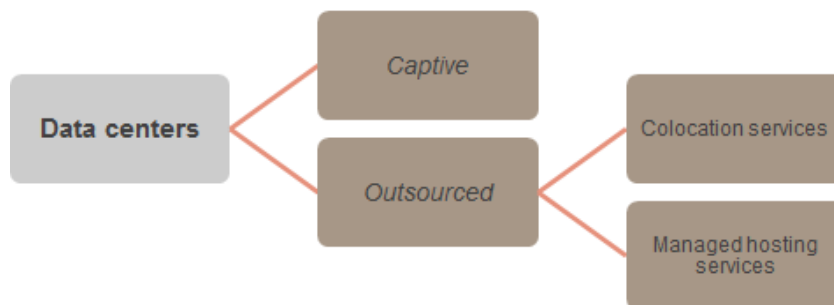 Data centers
Captive
Outsourced
Colocation services
Managed hosting
services